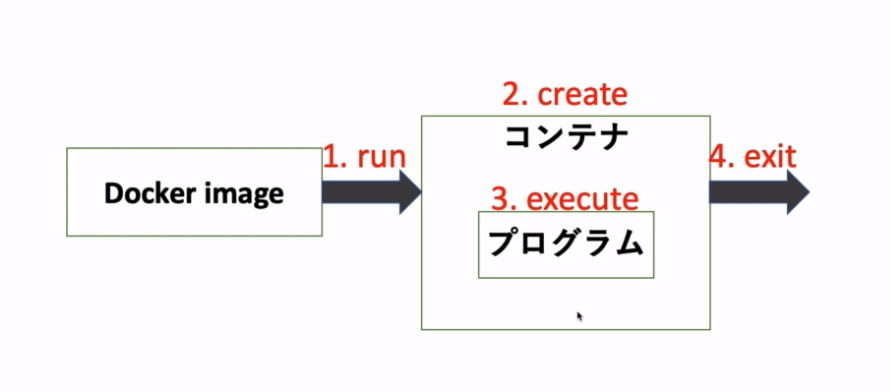 2. create
コンテナ
1. run
4. exit
Docker image
3. execute
プログラム